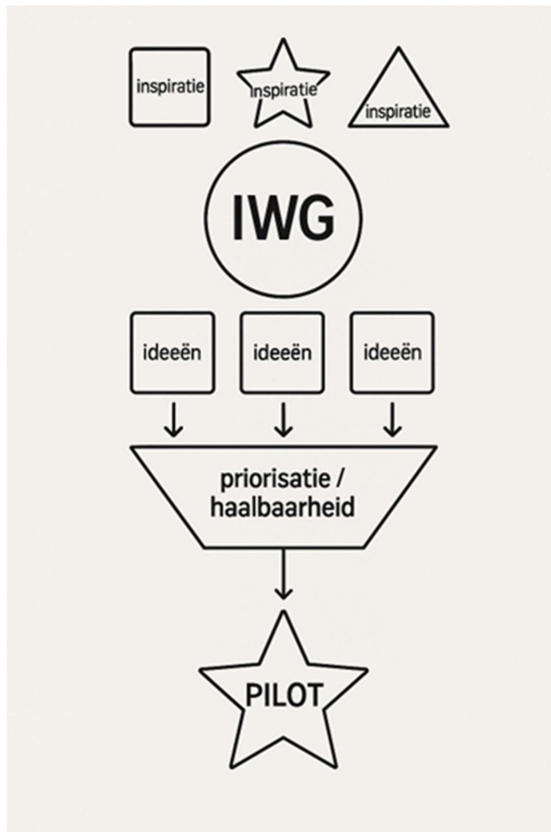 inspiratie
inspiratie
inspiratie
IWG
ideeën
ideeën
ideeën
priorisatie /
haalbaarheid
PILOT